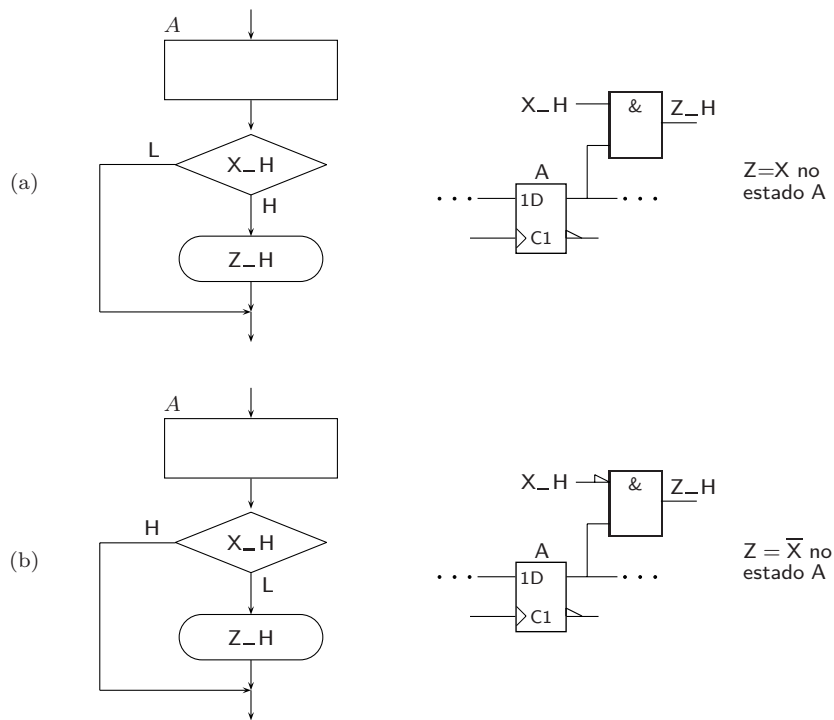 (a)
A
X_H
L
H
Z_H
X_H
&
Z_H
A
1D
C1
Z=X no
estado A
(b)
A
X_H
H
L
Z_H
X_H
&
Z_H
A
1D
C1
Z = X̅ no
estado A